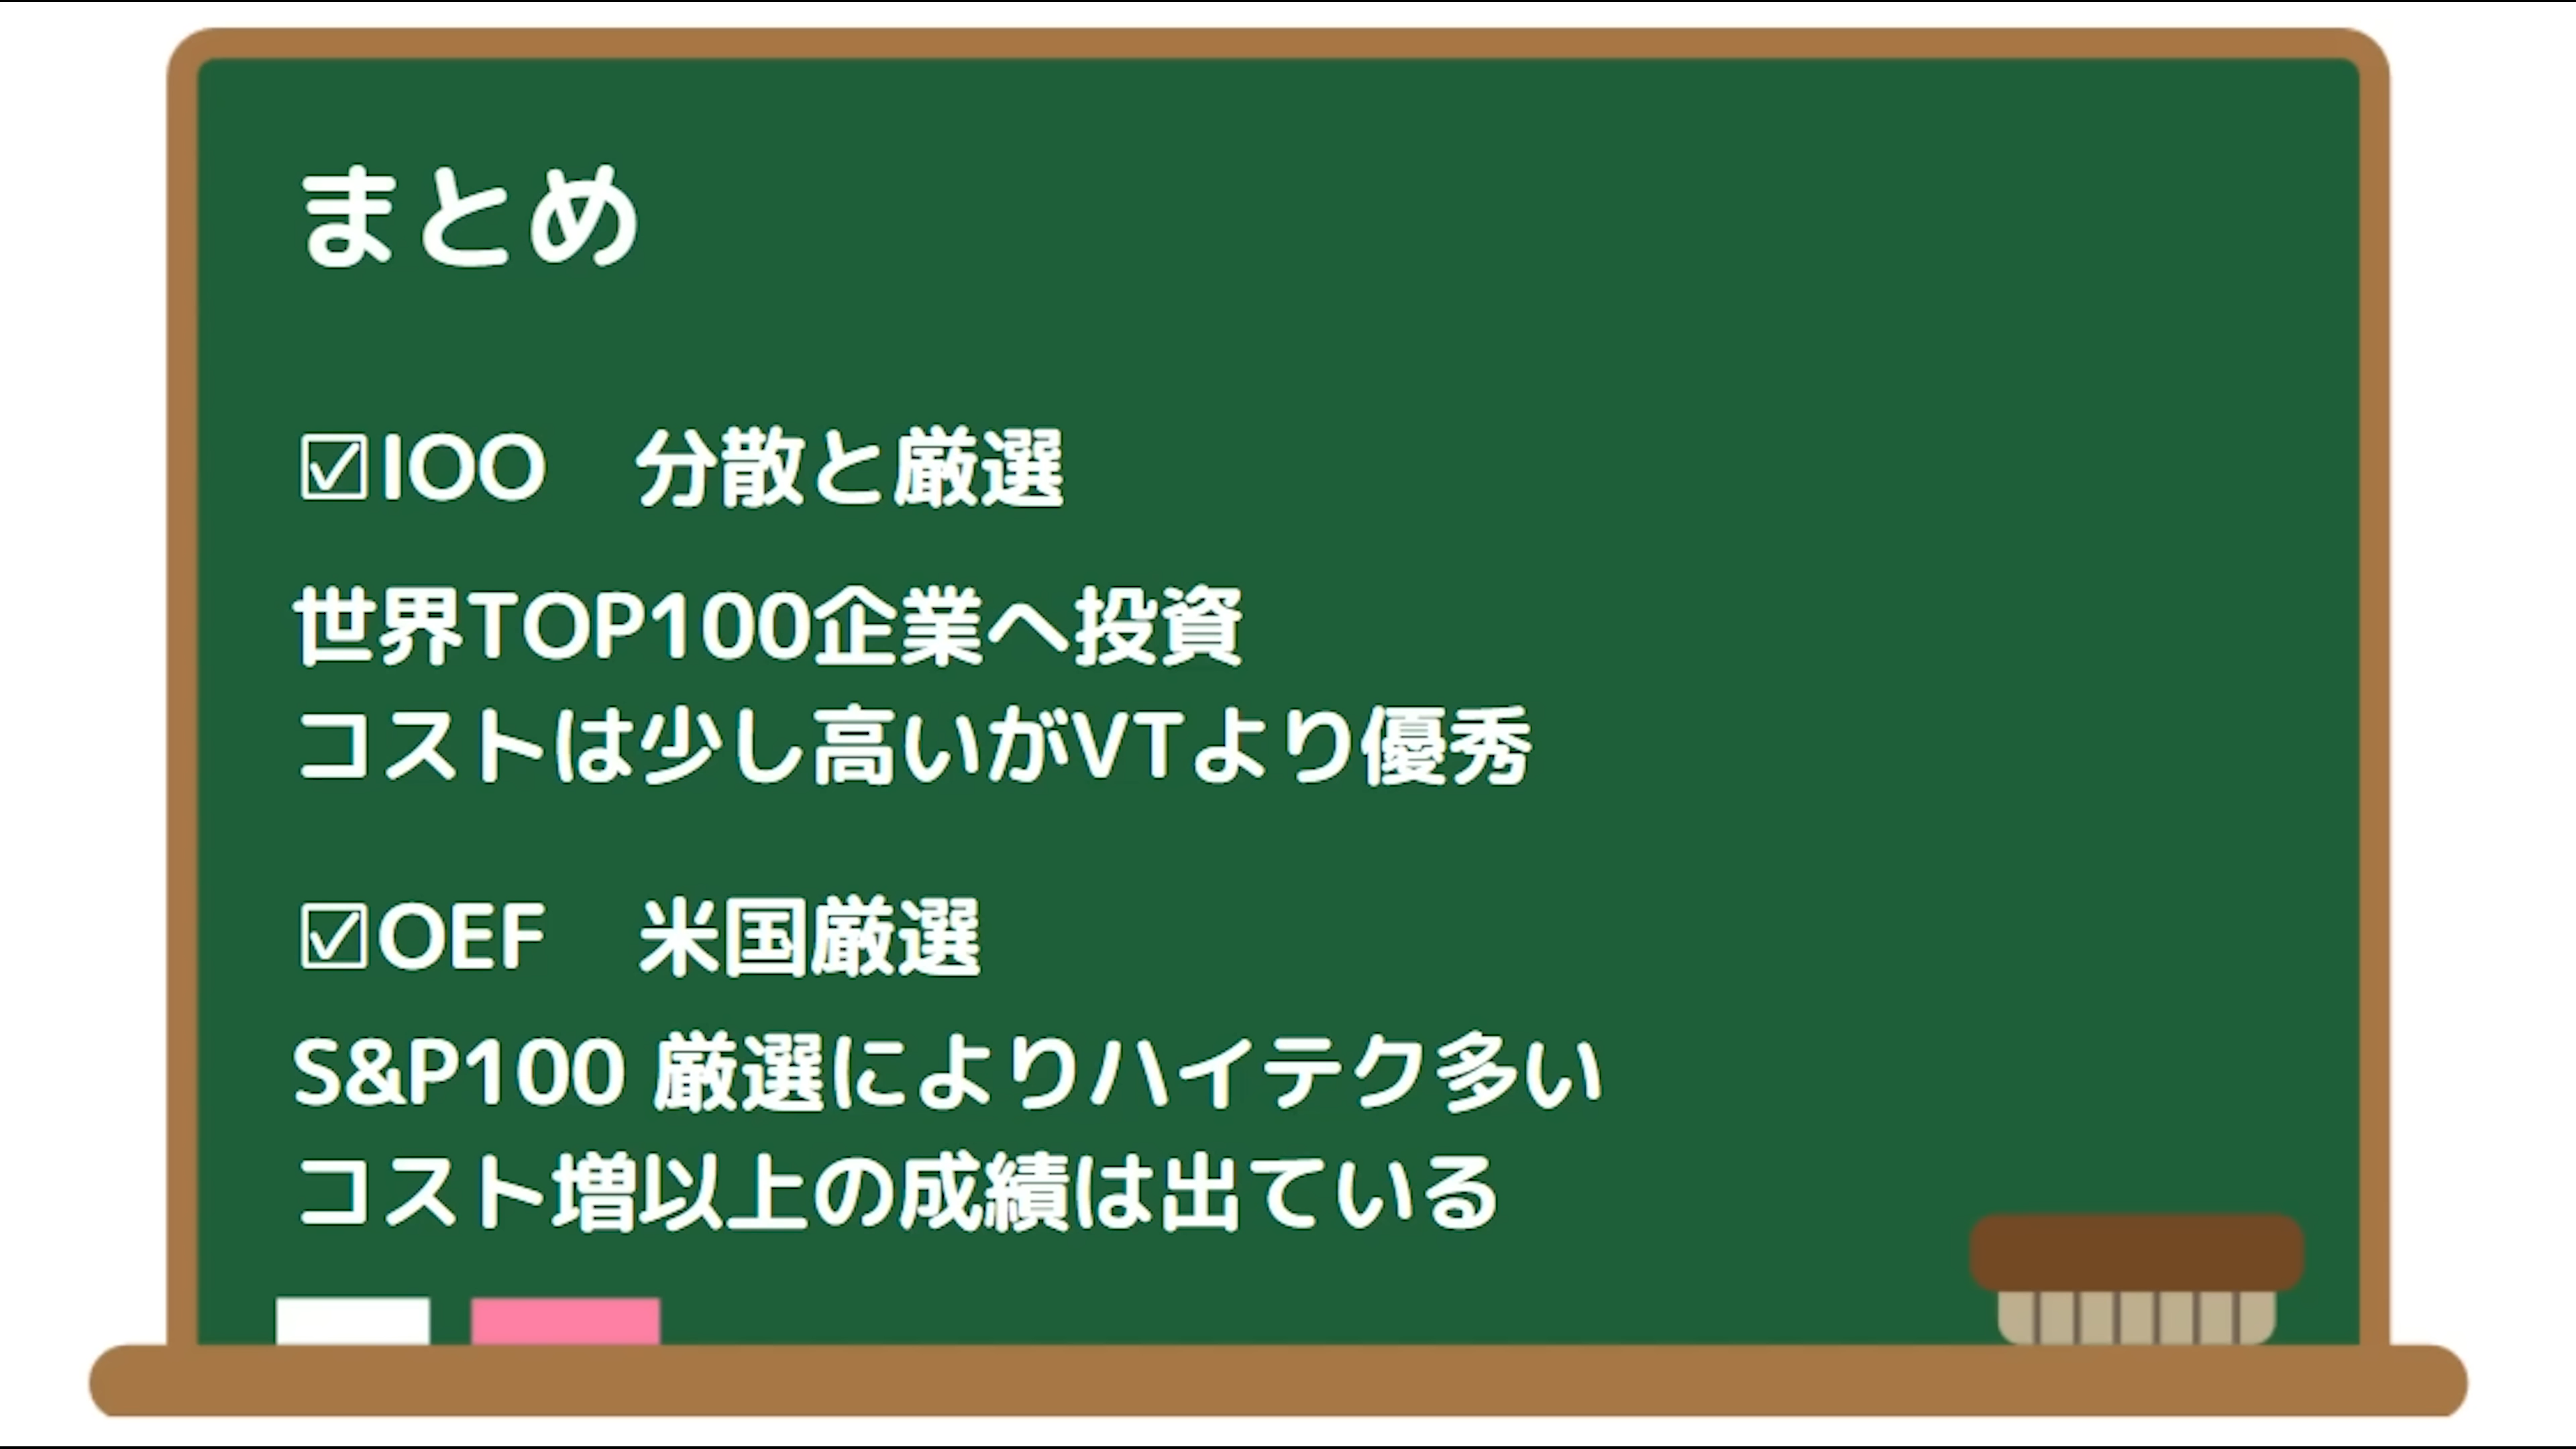 まとめ
☑IOO　分散と厳選
世界TOP100企業へ投資
コストは少し高いがVTより優秀
☑OEF　米国厳選
S&P100 厳選によりハイテク多い
コスト増以上の成績は出ている